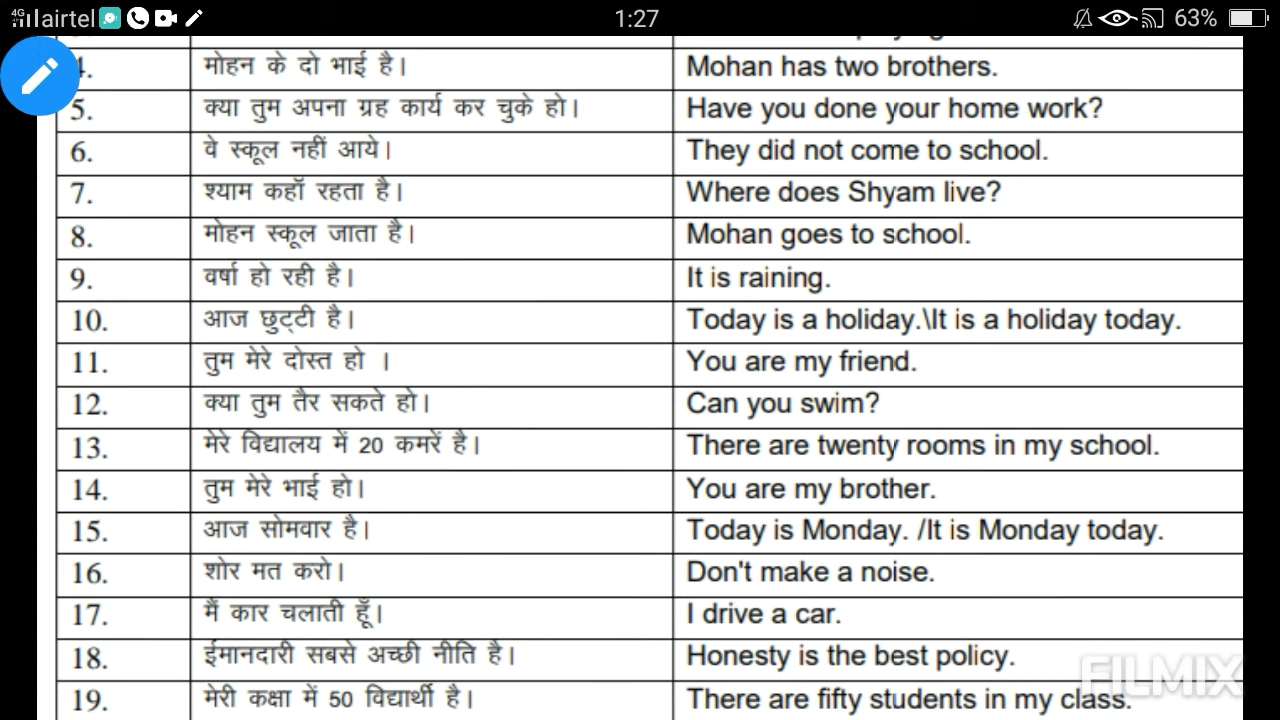 4G airtel 1:27 63%
4. मोहन के दो भाई है। Mohan has two brothers.
5. क्या तुम अपना ग्रह कार्य कर चुके हो। Have you done your home work?
6. वे स्कूल नहीं आये। They did not come to school.
7. श्याम कहॉ रहता है। Where does Shyam live?
8. मोहन स्कूल जाता है। Mohan goes to school.
9. वर्षा हो रही है। It is raining.
10. आज छुट्टी है। Today is a holiday.\It is a holiday today.
11. तुम मेरे दोस्त हो । You are my friend.
12. क्या तुम तैर सकते हो। Can you swim?
13. मेरे विद्यालय में 20 कमरें है। There are twenty rooms in my school.
14. तुम मेरे भाई हो। You are my brother.
15. आज सोमवार है। Today is Monday. /It is Monday today.
16. शोर मत करो। Don't make a noise.
17. मैं कार चलाती हूँ। I drive a car.
18. ईमानदारी सबसे अच्छी नीति है। Honesty is the best policy.
19. मेरी कक्षा में 50 विद्यार्थी है। There are fifty students in my class.
FILMIX